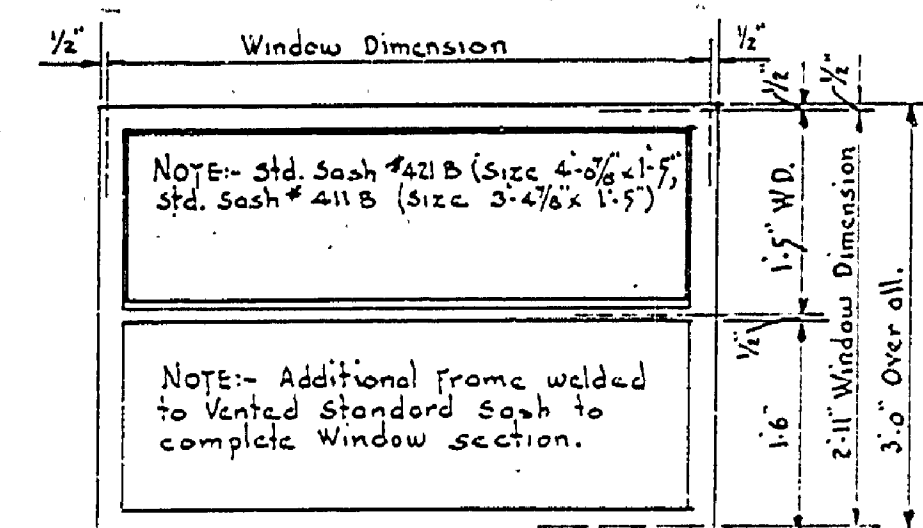 1/2"
Window Dimension
1/2"
1/2"
1/2"
NOTE:- Std. Sash #421 B (Size 4'-0 7/8" x 1'-5",
Std. Sash # 411 B (Size 3'-4 7/8" x 1'-5")
1'-5" W.D.
1/2"
2'-11" Window Dimension
3'-0" Over all.
NOTE:- Additional Frame welded
to Vented Standard Sash to
complete Window section.
1'-6"